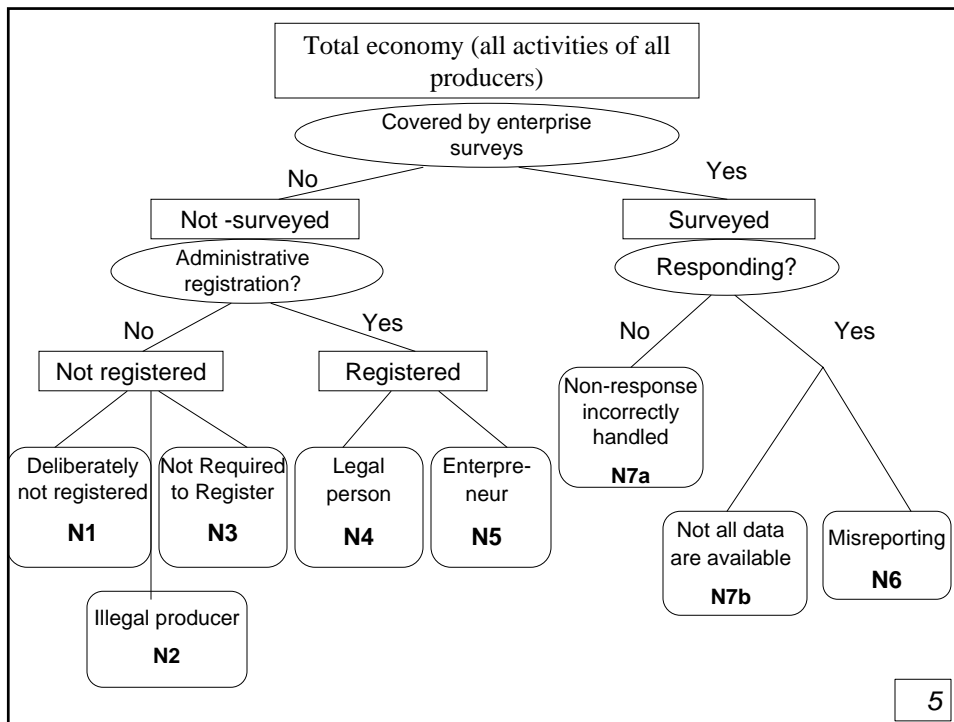 Total economy (all activities of all
producers)
Covered by enterprise
surveys
No
Yes
Not -surveyed
Surveyed
Administrative
registration?
Responding?
No
Yes
No
Yes
Not registered
Registered
Non-response
incorrectly
handled
N7a
Deliberately
not registered
N1
Not Required
to Register
N3
Legal
person
N4
Enterpre-
neur
N5
Not all data
are available
N7b
Misreporting
N6
Illegal producer
N2
5